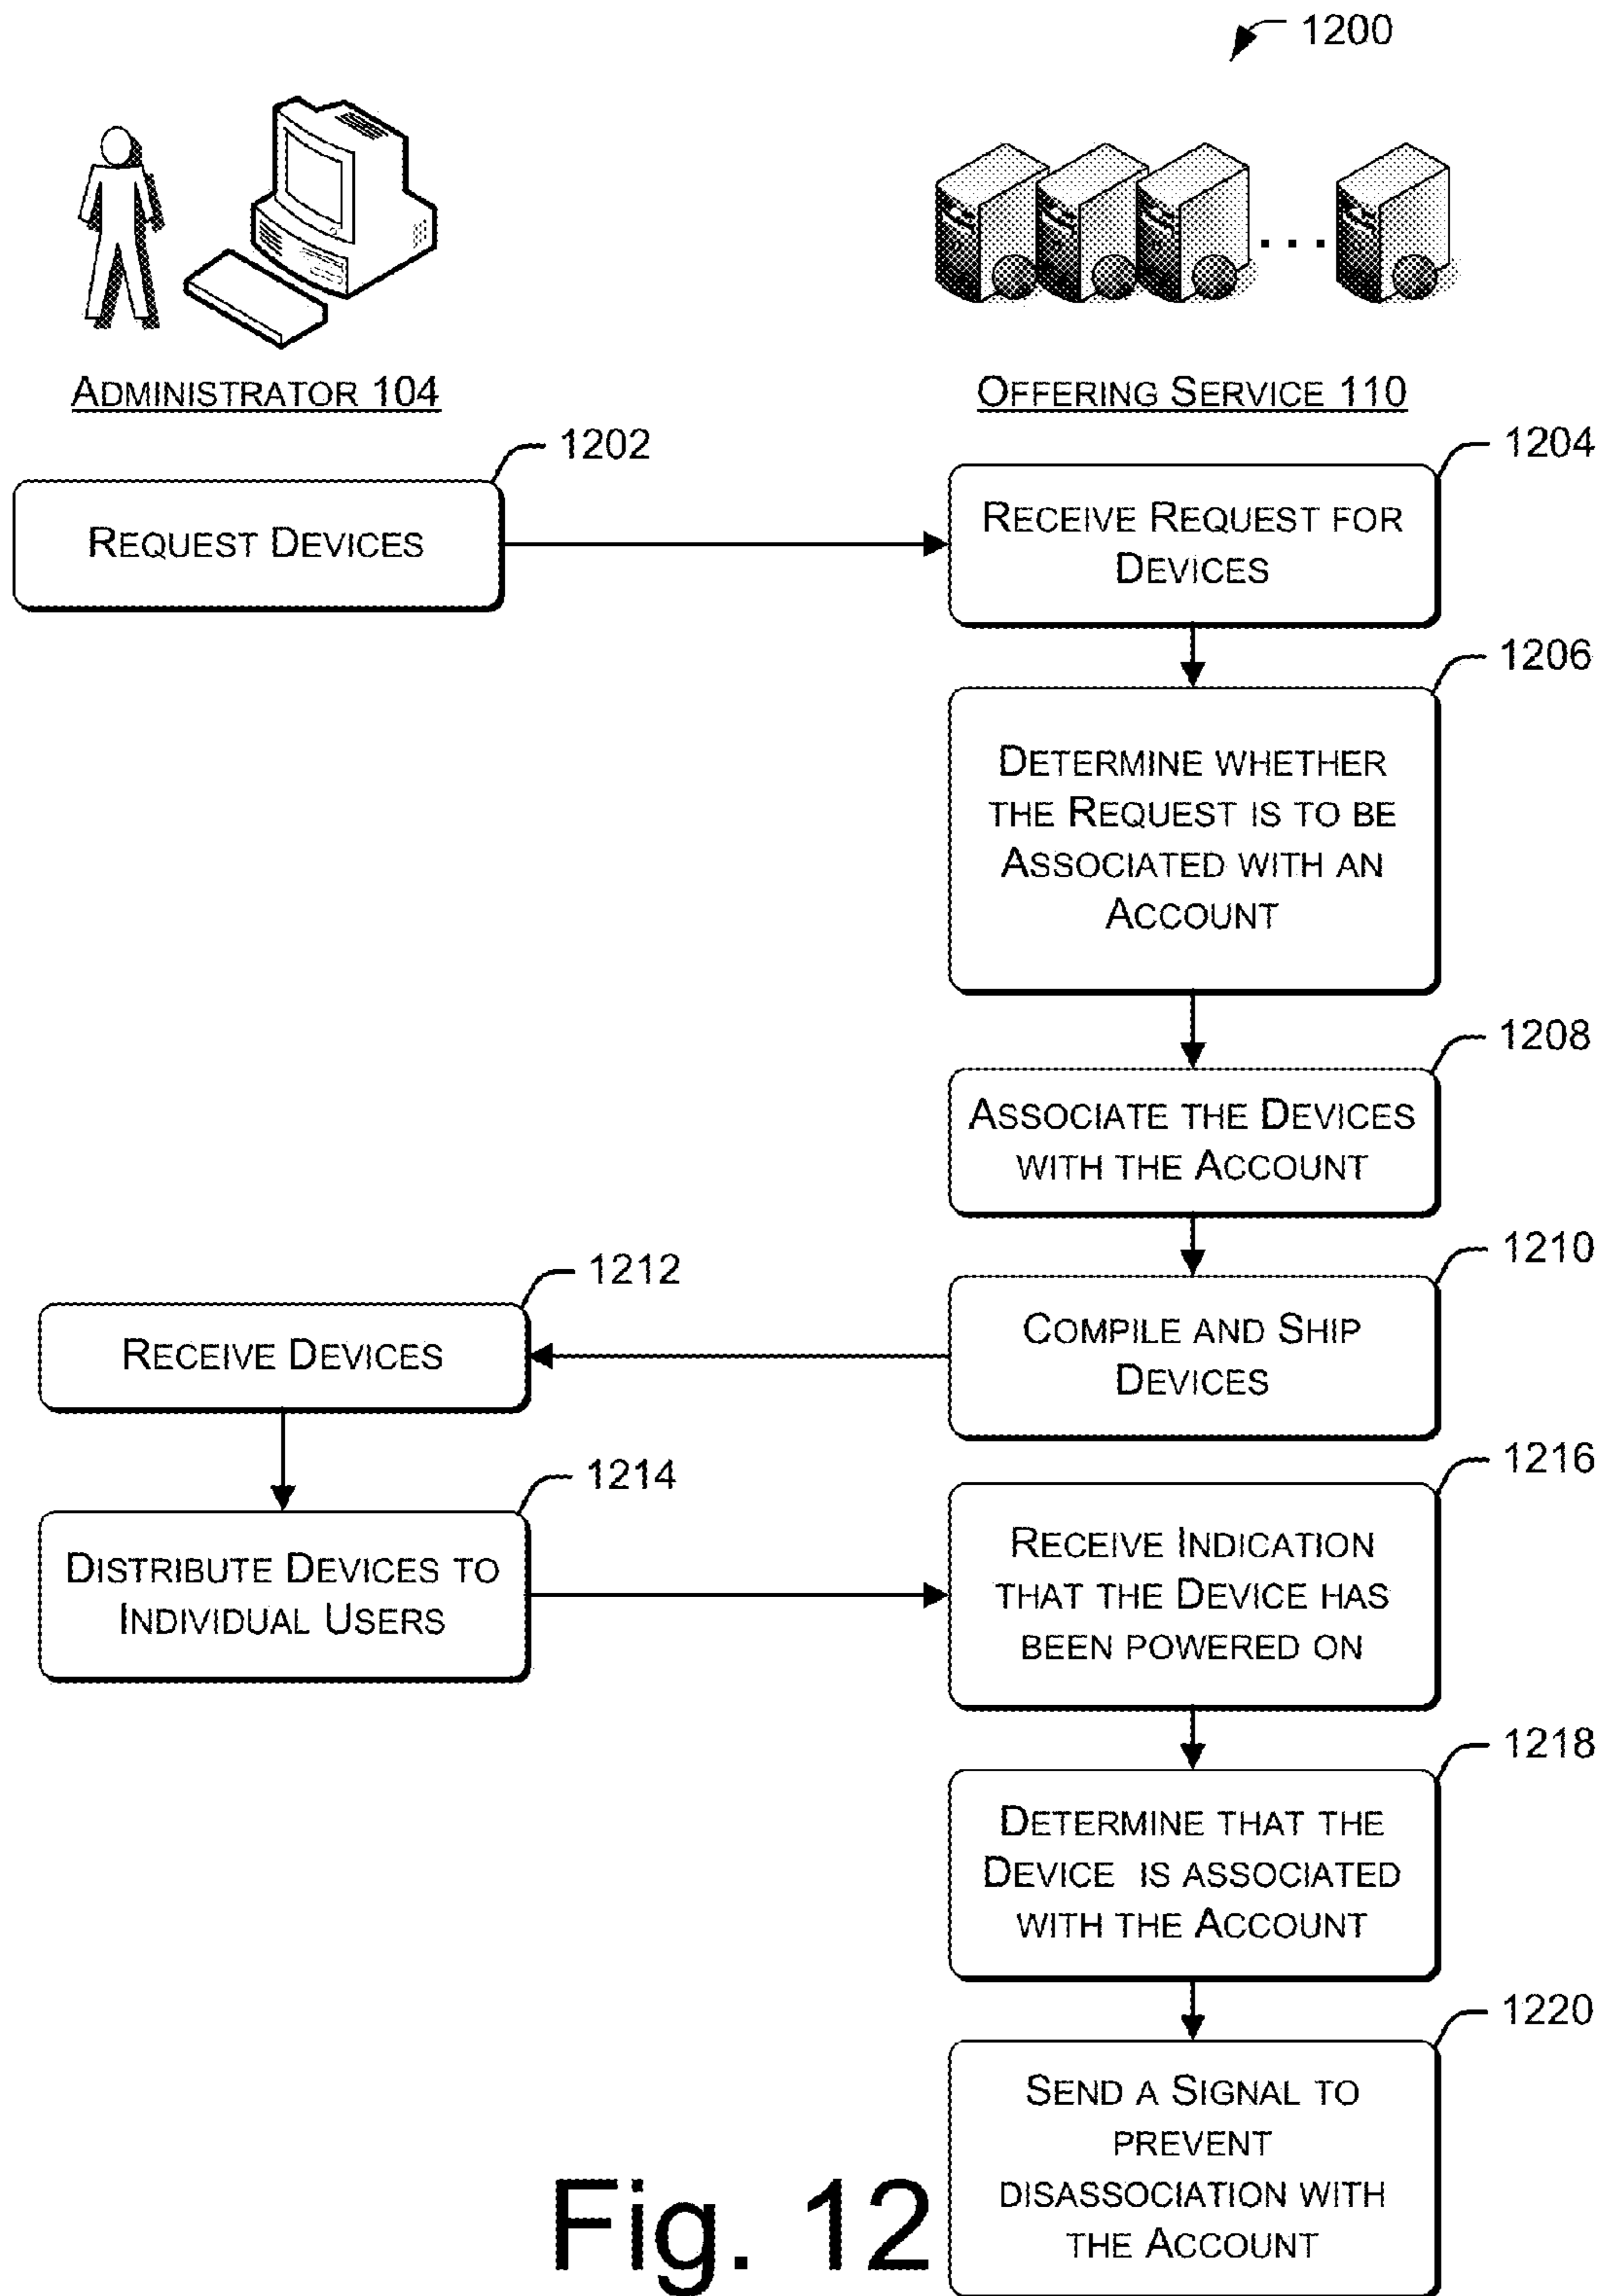 1200
ADMINISTRATOR 104
OFFERING SERVICE 110
1202
REQUEST DEVICES
1204
RECEIVE REQUEST FOR
DEVICES
1206
DETERMINE WHETHER
THE REQUEST IS TO BE
ASSOCIATED WITH AN
ACCOUNT
1208
ASSOCIATE THE DEVICES
WITH THE ACCOUNT
1210
COMPILE AND SHIP
DEVICES
1212
RECEIVE DEVICES
1214
DISTRIBUTE DEVICES TO
INDIVIDUAL USERS
1216
RECEIVE INDICATION
THAT THE DEVICE HAS
BEEN POWERED ON
1218
DETERMINE THAT THE
DEVICE IS ASSOCIATED
WITH THE ACCOUNT
1220
SEND A SIGNAL TO
PREVENT
DISASSOCIATION WITH
THE ACCOUNT
Fig. 12